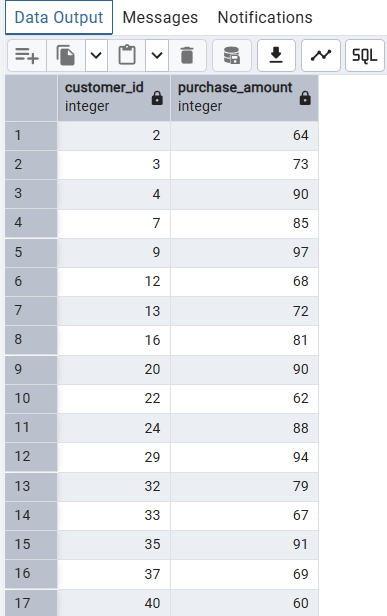 Data Output Messages Notifications
SQL
customer_id purchase_amount
integer integer
1 2 64
2 3 73
3 4 90
4 7 85
5 9 97
6 12 68
7 13 72
8 16 81
9 20 90
10 22 62
11 24 88
12 29 94
13 32 79
14 33 67
15 35 91
16 37 69
17 40 60